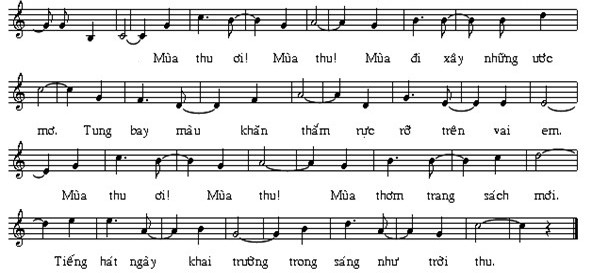 Mùa thu ơi! Mùa thu! Mùa đi xây những ước
mơ. Tung bay màu khăn thắm rực rỡ trên vai em.
Mùa thu ơi! Mùa thu! Mùa thơm trang sách mới.
Tiếng hát ngày khai trường trong sáng như trời thu.